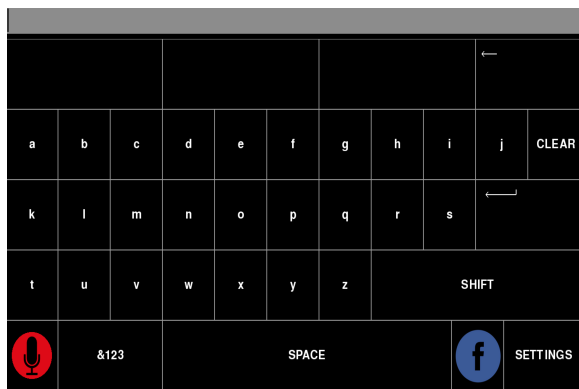 ←
a b c d e f g h i j CLEAR
k l m n o p q r s
t u v w x y z SHIFT
&123 SPACE f SETTINGS